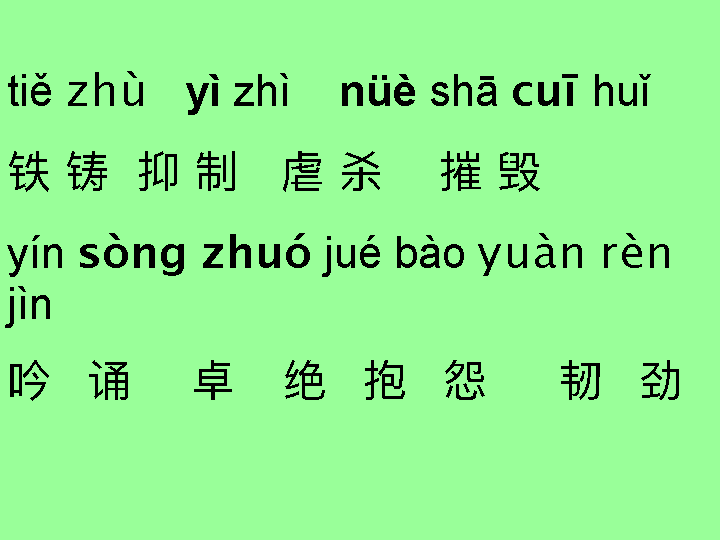 tiě zhù yì zhì nüè shā cuī huǐ
铁 铸 抑 制 虐 杀 摧 毁
yín sòng zhuó jué bào yuàn rèn
jìn
吟 诵 卓 绝 抱 怨 韧 劲